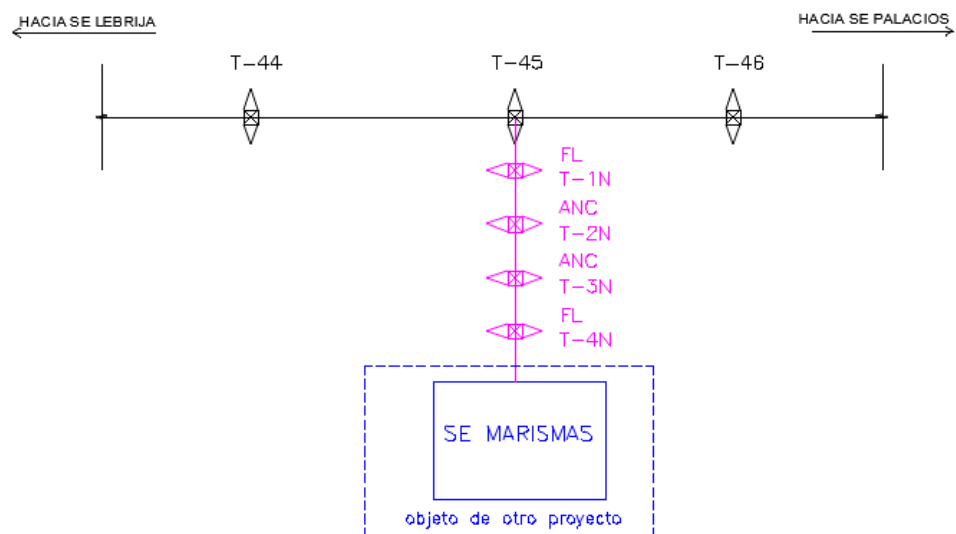 HACIA SE LEBRIJA
HACIA SE PALACIOS
T-44
T-45
T-46
FL
T-1N
ANC
T-2N
ANC
T-3N
FL
T-4N
SE MARISMAS
objeto de otro proyecto